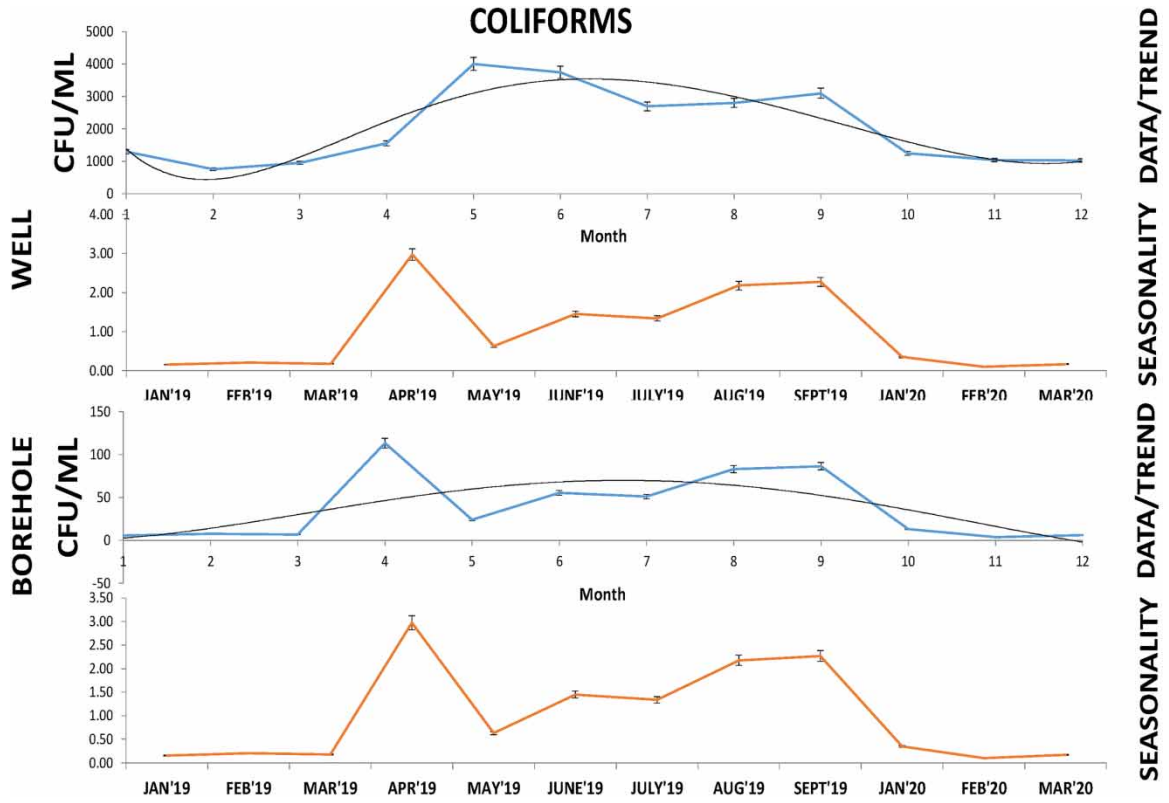 COLIFORMS
WELL
CFU/ML
5000
4000
3000
2000
1000
0
1 2 3 4 5 6 7 8 9 10 11 12
Month
DATA/TREND
4.00
3.00
2.00
1.00
0.00
JAN'19 FEB'19 MAR'19 APR'19 MAY'19 JUNE'19 JULY'19 AUG'19 SEPT'19 JAN'20 FEB'20 MAR'20
SEASONALITY
BOREHOLE
CFU/ML
150
100
50
0
-50
1 2 3 4 5 6 7 8 9 10 11 12
Month
DATA/TREND
3.50
3.00
2.50
2.00
1.50
1.00
0.50
0.00
JAN'19 FEB'19 MAR'19 APR'19 MAY'19 JUNE'19 JULY'19 AUG'19 SEPT'19 JAN'20 FEB'20 MAR'20
SEASONALITY